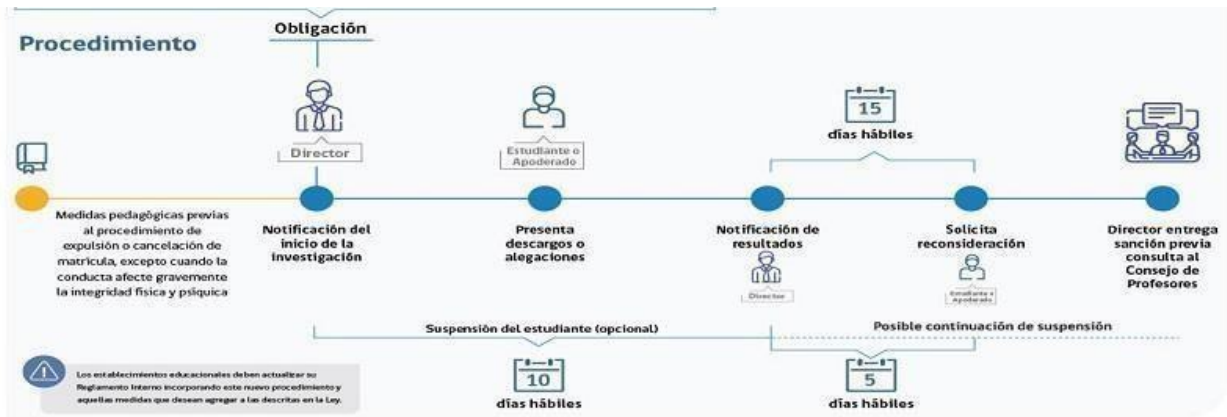 Procedimiento
Obligación
Director
Estudiante o
Apoderado
15
días hábiles
Medidas pedagógicas previas
al procedimiento de
expulsión o cancelación de
matrícula, excepto cuando la
conducta afecte gravemente
la integridad física y psíquica
Notificación del
inicio de la
investigación
Presenta
descargos o
alegaciones
Notificación de
resultados
Director
Solicita
reconsideración
Estudiante o
Apoderado
Director entrega
sanción previa
consulta al
Consejo de
Profesores
Suspensión del estudiante (opcional)
Posible continuación de suspensión
10
días hábiles
5
días hábiles
Los establecimientos educacionales deben actualizar su
Reglamento Interno incorporando este nuevo procedimiento y
aquellas medidas que desean agregar a las descritas en la Ley.